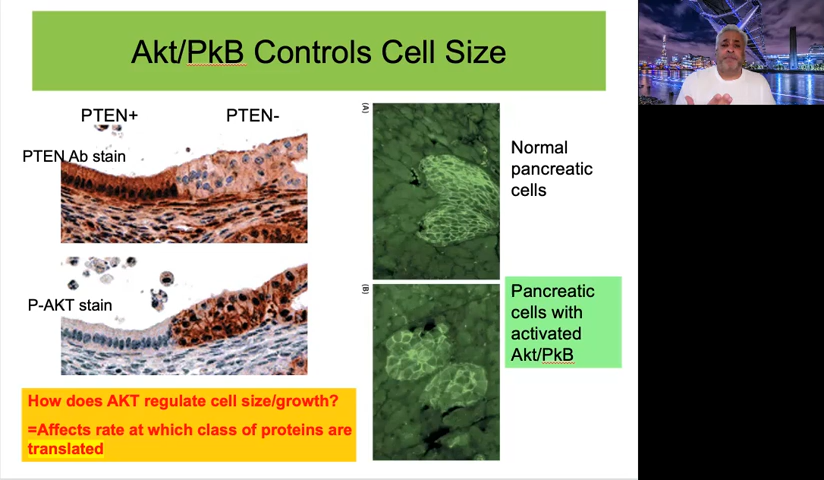 Akt/PkB Controls Cell Size
PTEN+
PTEN-
PTEN Ab stain
P-AKT stain
How does AKT regulate cell size/growth?
=Affects rate at which class of proteins are
translated
(A)
Normal
pancreatic
cells
(B)
Pancreatic
cells with
activated
Akt/PkB